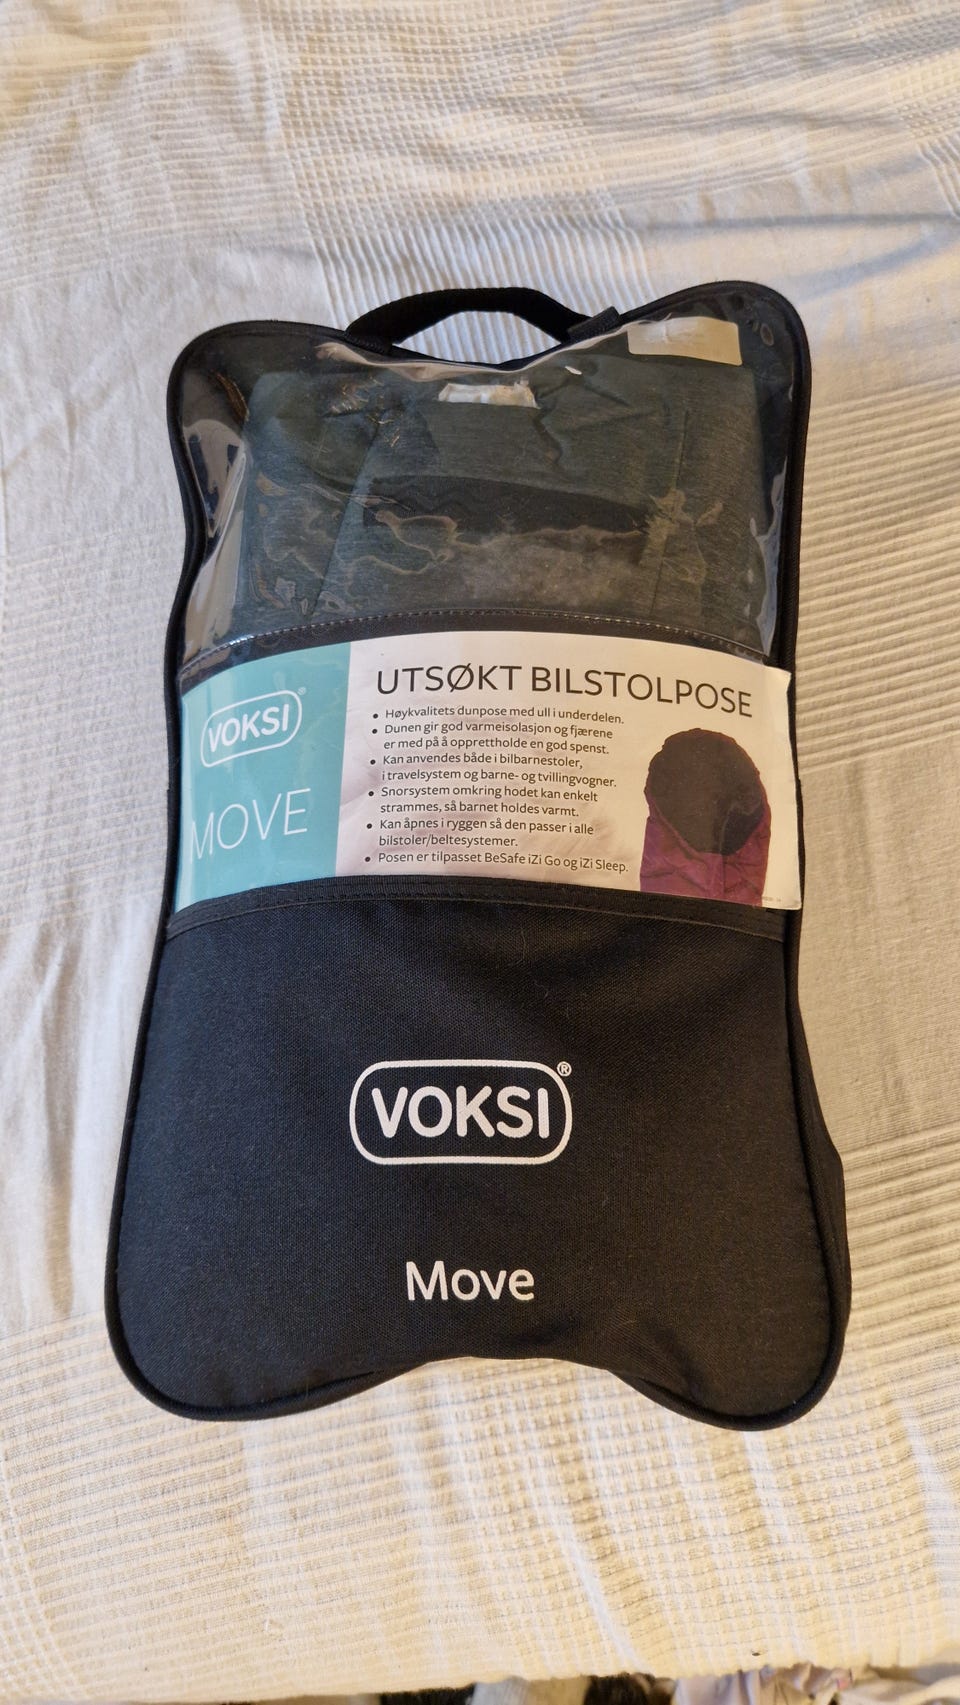 UTSØKT BILSTOLPOSE
VOKSI®
MOVE
• Høykvalitets dunpose med ull i underdelen.
• Dunen gir god varmeisolasjon og fjærene
er med på å opprettholde en god spenst.
• Kan anvendes både i bilbarnestoler,
i travelsystem og barne- og tvillingvogner.
• Snorsystem omkring hodet kan enkelt
strammes, så barnet holdes varmt.
• Kan åpnes i ryggen så den passer i alle
bilstoler/beltesystemer.
• Posen er tilpasset BeSafe iZi Go og iZi Sleep.
VOKSI®
Move